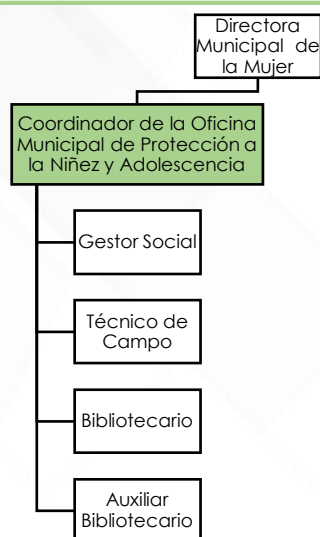 Directora
Municipal de
la Mujer
Coordinador de la Oficina
Municipal de Protección a
la Niñez y Adolescencia
Gestor Social
Técnico de
Campo
Bibliotecario
Auxiliar
Bibliotecario